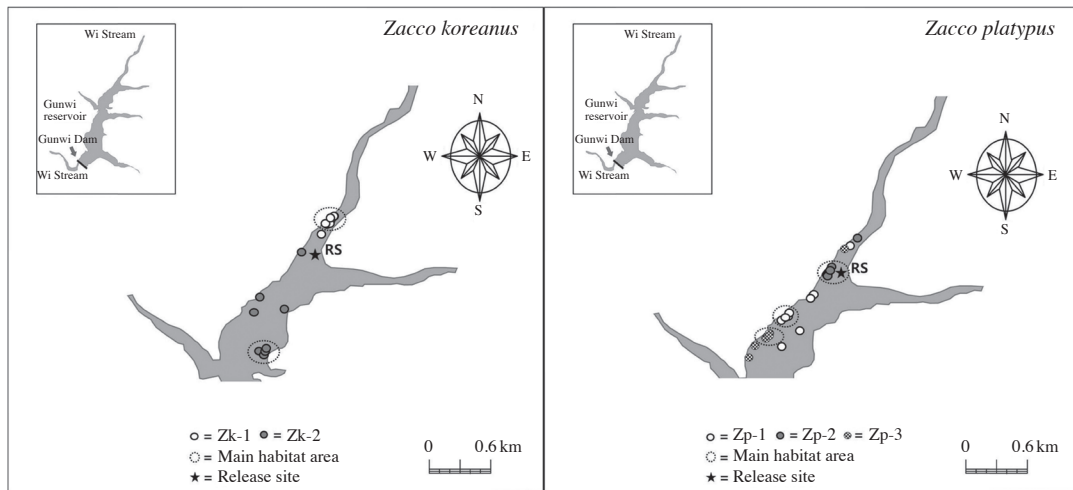 Zacco koreanus
Wi Stream
Gunwi
reservoir
Gunwi Dam
Wi Stream
N
W E
S
RS
= Zk-1 = Zk-2
= Main habitat area
= Release site
0 0.6 km
Zacco platypus
Wi Stream
Gunwi
reservoir
Gunwi Dam
Wi Stream
N
W E
S
RS
= Zp-1 = Zp-2 = Zp-3
= Main habitat area
= Release site
0 0.6 km